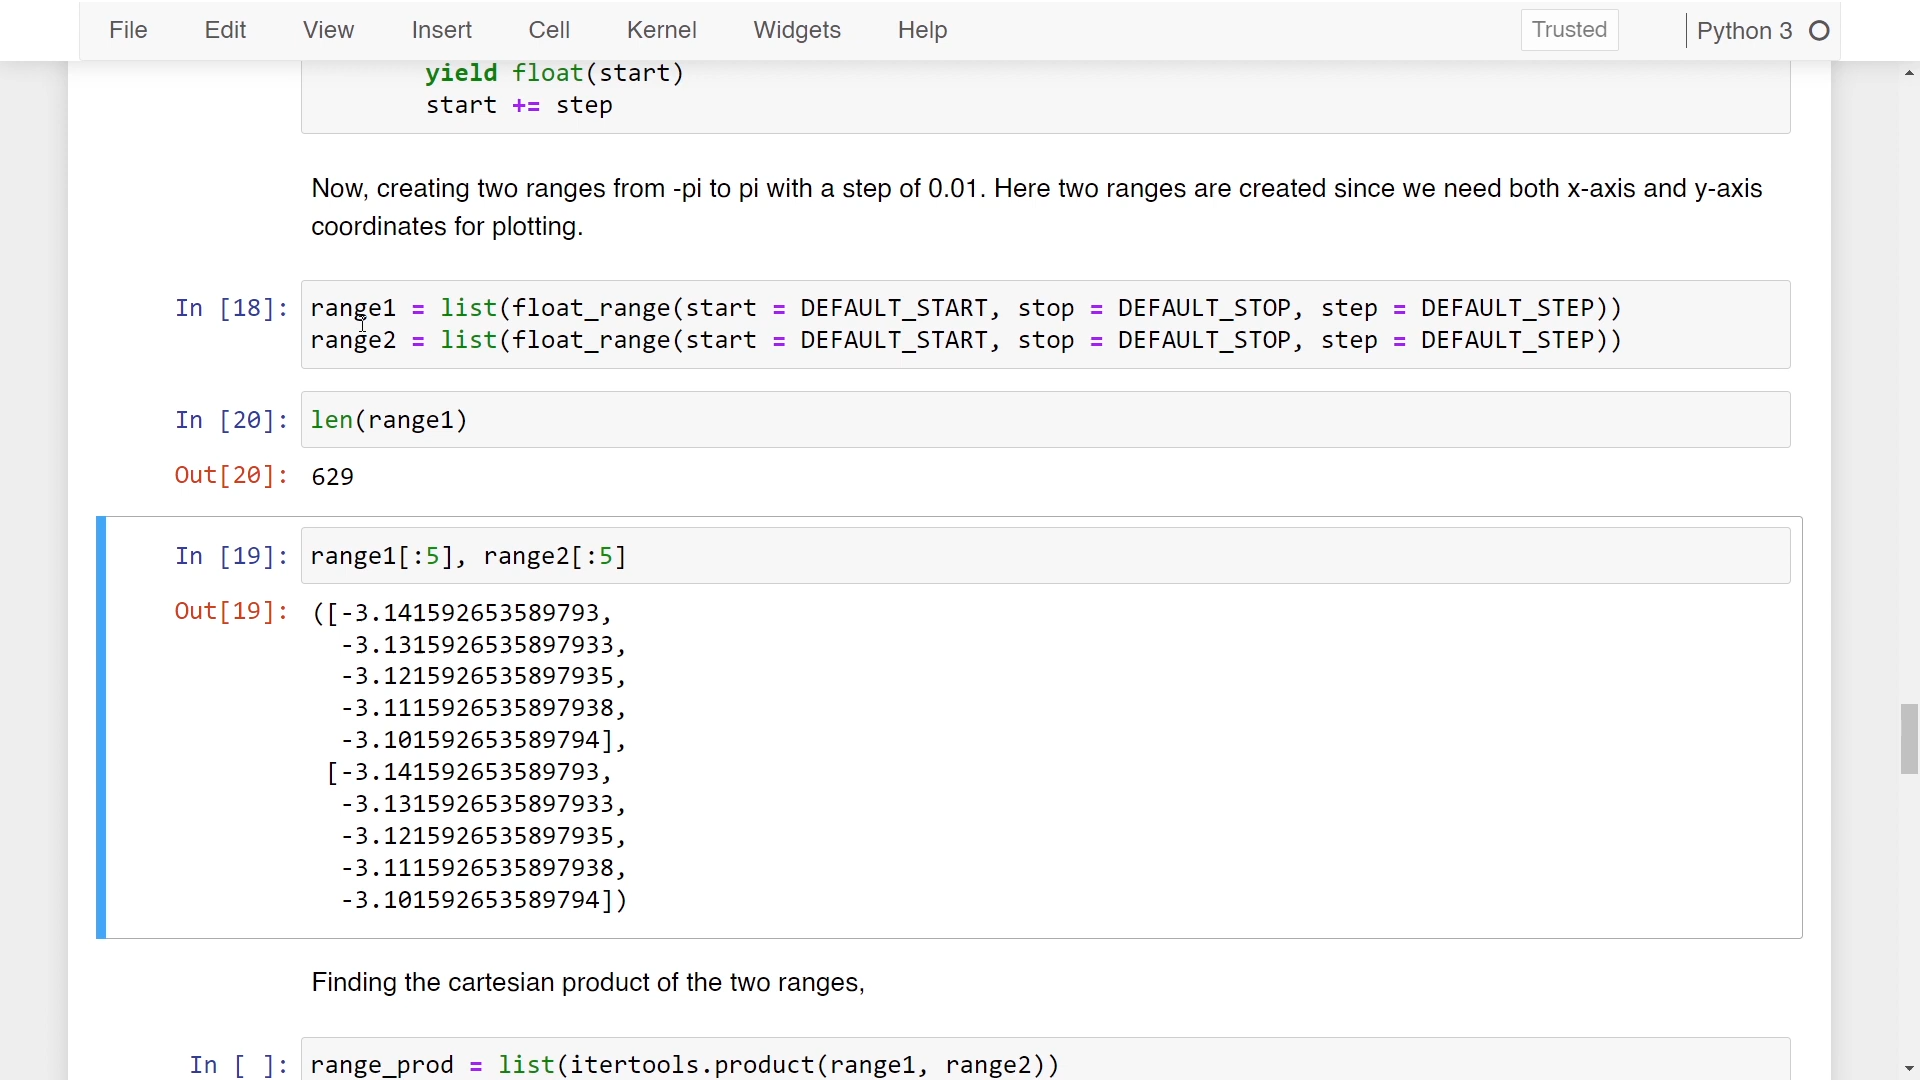 File Edit View Insert Cell Kernel Widgets Help Trusted Python 3
yield float(start)
start += step
Now, creating two ranges from -pi to pi with a step of 0.01. Here two ranges are created since we need both x-axis and y-axis
coordinates for plotting.
In [18]: range1 = list(float_range(start = DEFAULT_START, stop = DEFAULT_STOP, step = DEFAULT_STEP))
range2 = list(float_range(start = DEFAULT_START, stop = DEFAULT_STOP, step = DEFAULT_STEP))
In [20]: len(range1)
Out[20]: 629
In [19]: range1[:5], range2[:5]
Out[19]: ([-3.141592653589793,
-3.1315926535897933,
-3.1215926535897935,
-3.1115926535897938,
-3.101592653589794],
[-3.141592653589793,
-3.1315926535897933,
-3.1215926535897935,
-3.1115926535897938,
-3.101592653589794])
Finding the cartesian product of the two ranges,
In [ ]: range_prod = list(itertools.product(range1, range2))